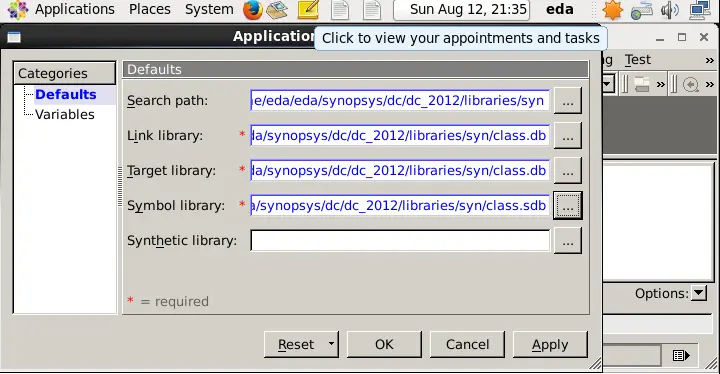 Applications Places System Sun Aug 12, 21:35 eda
Application
Click to view your appointments and tasks
Categories
Defaults
Variables
Defaults
Search path: e/eda/eda/synopsys/dc/dc_2012/libraries/syn ...
Link library: * da/synopsys/dc/dc_2012/libraries/syn/class.db ...
Target library: * da/synopsys/dc/dc_2012/libraries/syn/class.db ...
Symbol library: * a/synopsys/dc/dc_2012/libraries/syn/class.sdb ...
Synthetic library: ...
* = required
Reset OK Cancel Apply
g Test »
» »
Options: